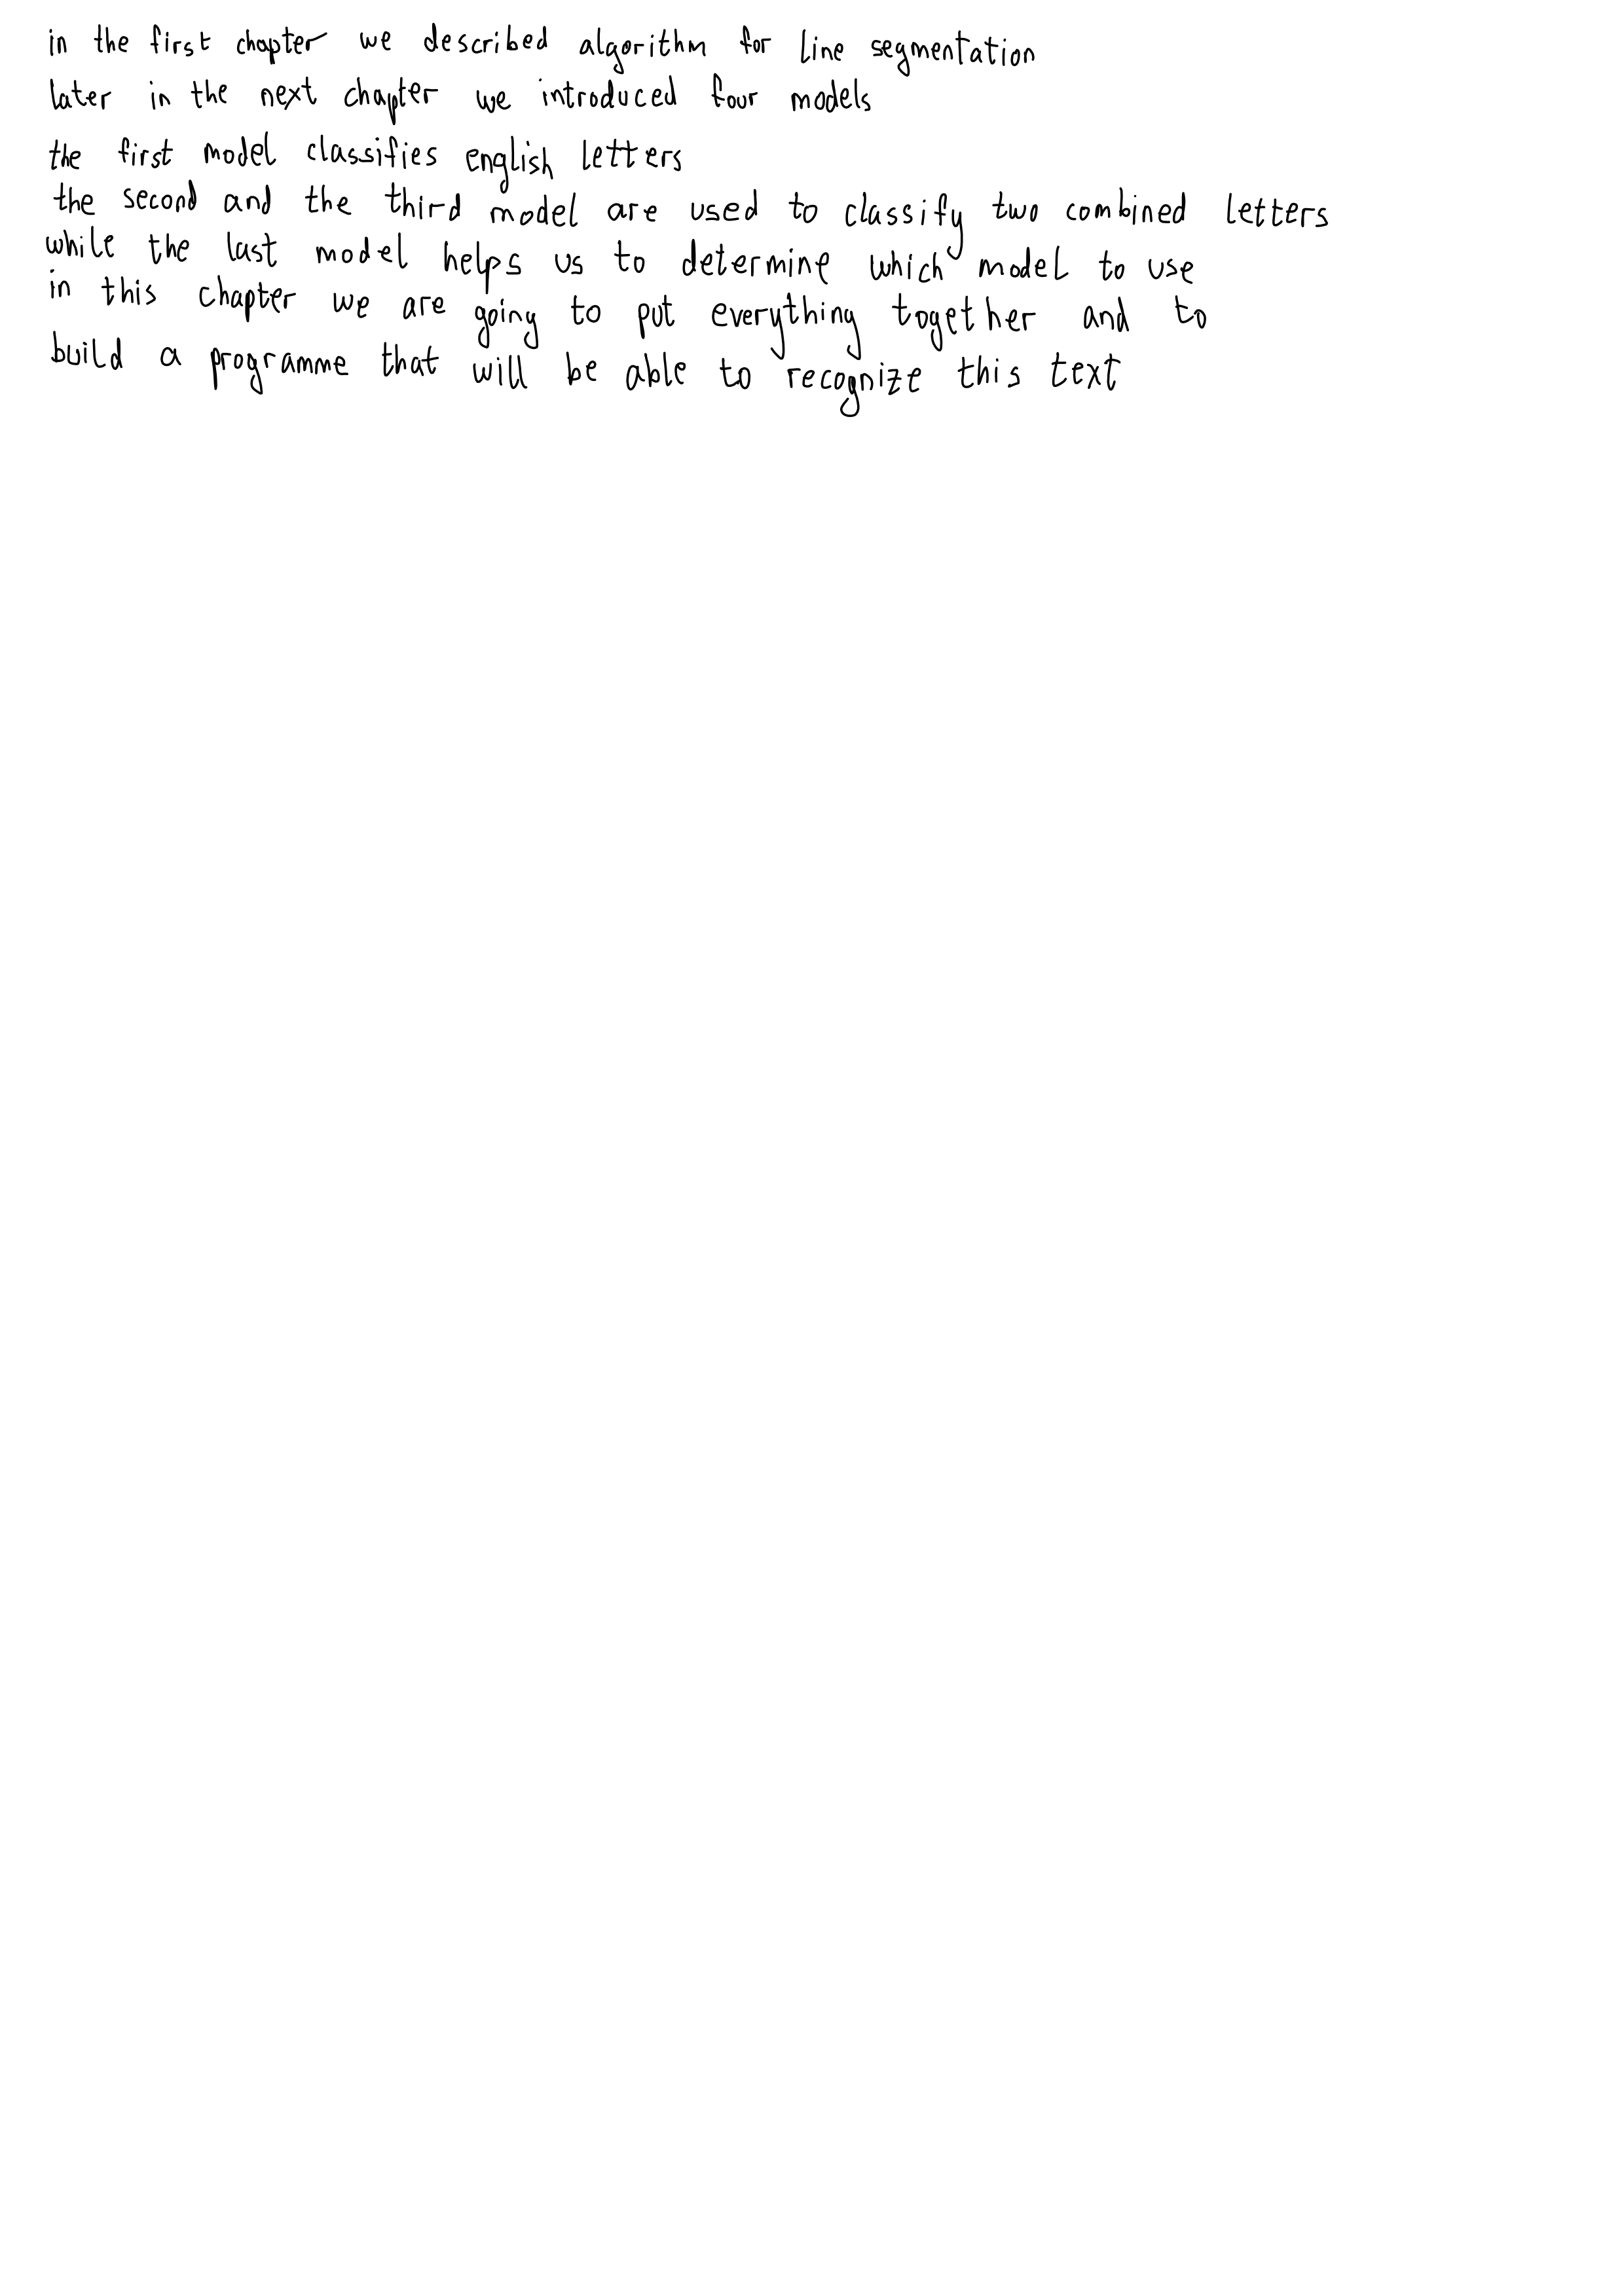 in the first chapter we described algorithm for line segmentation
later in the next chapter we introduced four models
the first model classifies english letters
the second and the third model are used to classify two combined letters
while the last model helps us to determine which model to use
in this chapter we are going to put everything together and to
build a programme that will be able to recognize this text